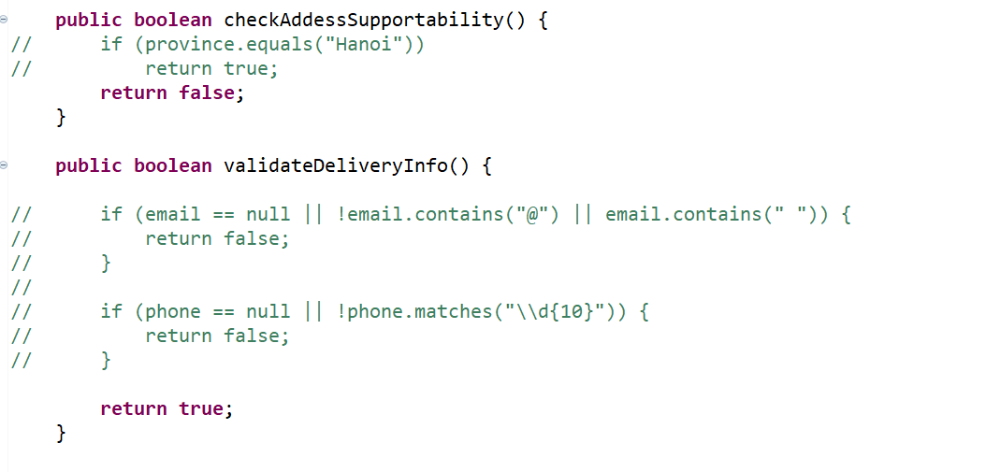 public boolean checkAddessSupportability() {
//      if (province.equals("Hanoi"))
//          return true;
        return false;
    }
    public boolean validateDeliveryInfo() {
//      if (email == null || !email.contains("@") || email.contains(" ")) {
//          return false;
//      }
//
//      if (phone == null || !phone.matches("\\d{10}")) {
//          return false;
//      }
        return true;
    }